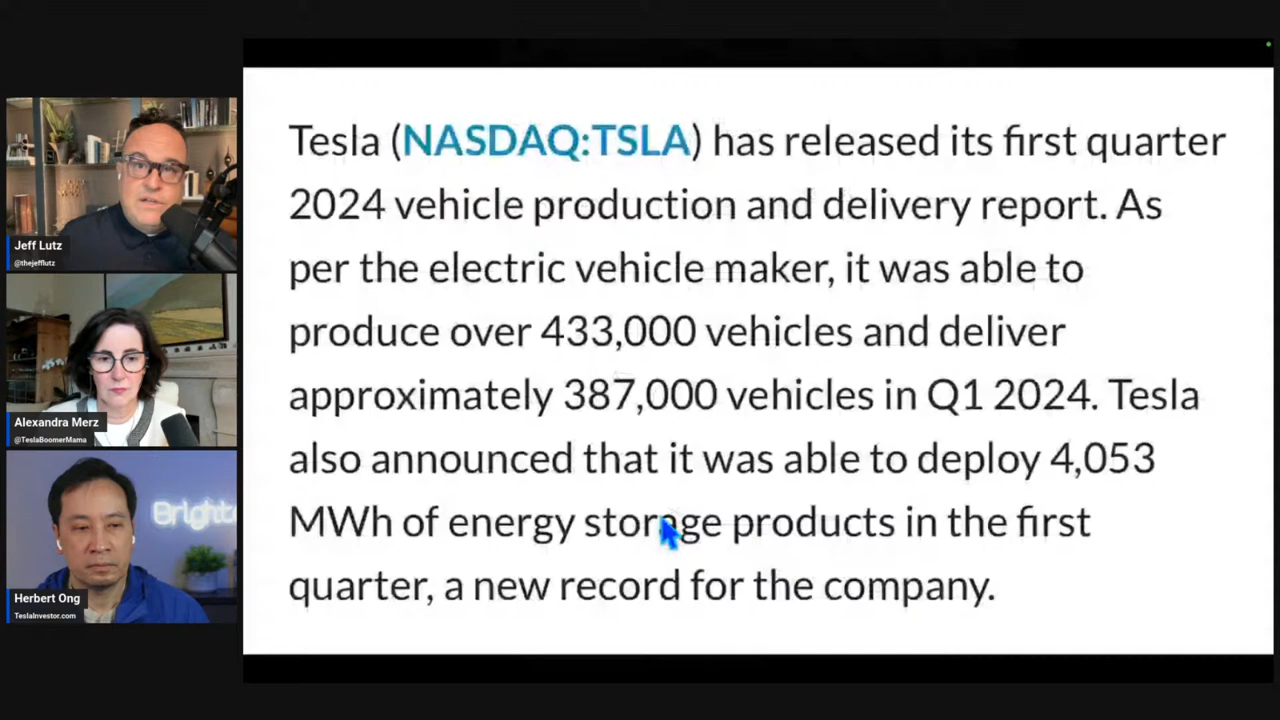 Tesla (NASDAQ:TSLA) has released its first quarter
2024 vehicle production and delivery report. As
per the electric vehicle maker, it was able to
produce over 433,000 vehicles and deliver
approximately 387,000 vehicles in Q1 2024. Tesla
also announced that it was able to deploy 4,053
MWh of energy storage products in the first
quarter, a new record for the company.
Jeff Lutz
@thejefflutz
Alexandra Merz
@TeslaBoomerMama
Herbert Ong
TeslaInvestor.com